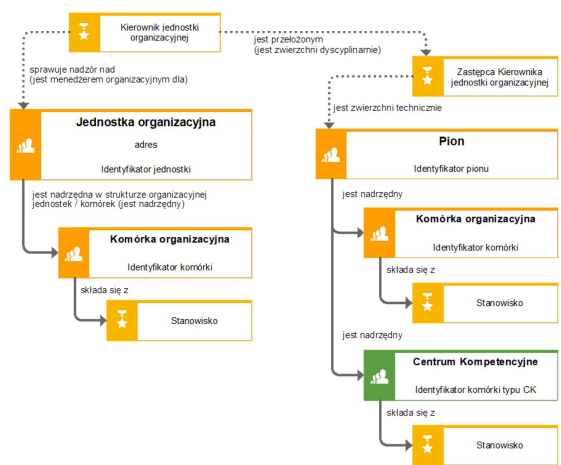 Kierownik jednostki
organizacyjnej
jest przełożonym
(jest zwierzchni dyscyplinarnie)
sprawuje nadzór nad
(jest menedżerem organizacyjnym dla)
Zastępca Kierownika
jednostki organizacyjnej
jest zwierzchni technicznie
Jednostka organizacyjna
adres
Identyfikator jednostki
Pion
Identyfikator pionu
jest nadrzędna w strukturze organizacyjnej
jednostek / komórek (jest nadrzędny)
jest nadrzędny
Komórka organizacyjna
Identyfikator komórki
Komórka organizacyjna
Identyfikator komórki
składa się z
Stanowisko
składa się z
Stanowisko
jest nadrzędny
Centrum Kompetencyjne
Identyfikator komórki typu CK
składa się z
Stanowisko